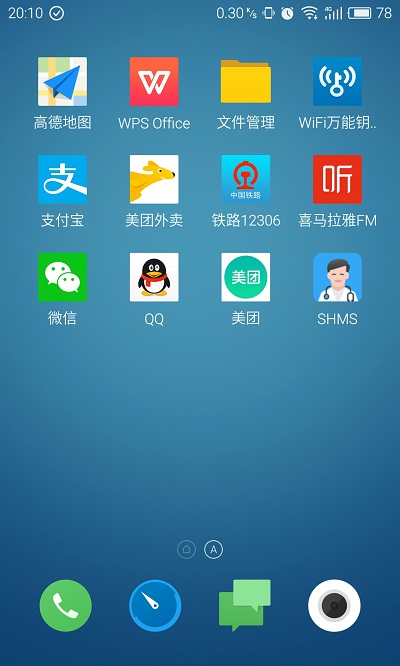 20:10 0.30 K/s 4G 78
高德地图 WPS Office 文件管理 WiFi万能钥..
支 中国铁路 听
支付宝 美团外卖 铁路12306 喜马拉雅FM
美团
微信 QQ 美团 SHMS
A